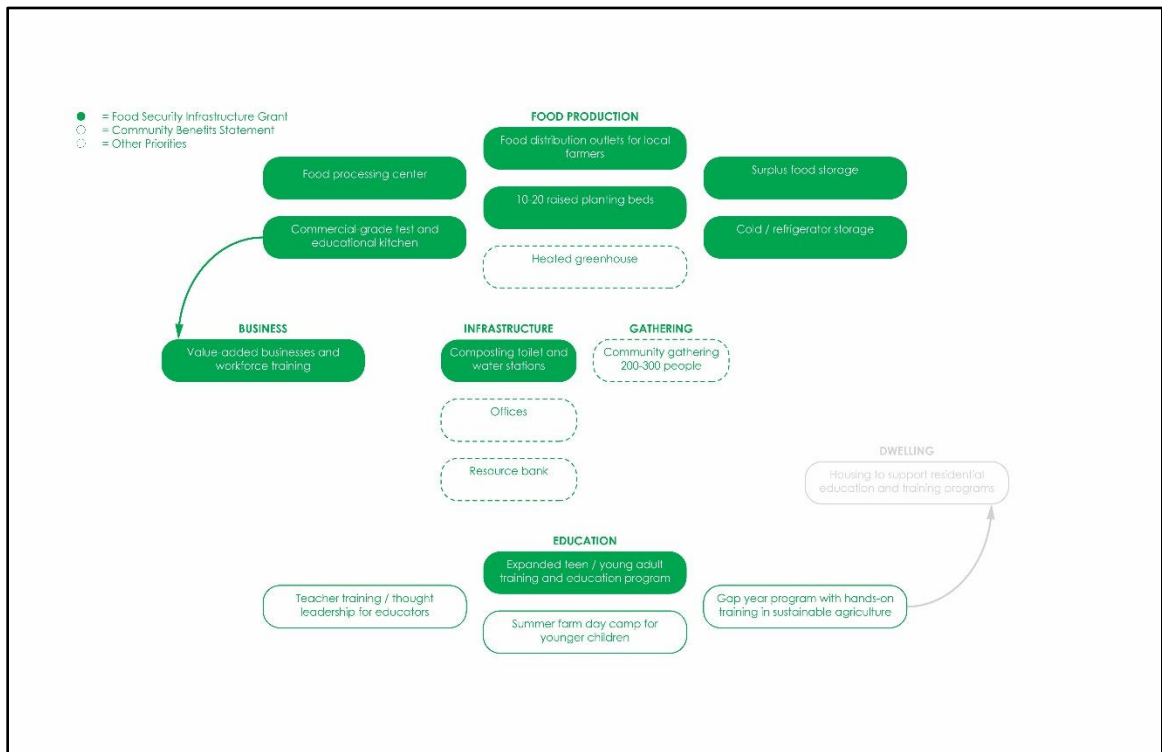 = Food Security Infrastructure Grant
= Community Benefits Statement
= Other Priorities
FOOD PRODUCTION
Food distribution outlets for local
farmers
Food processing center
Surplus food storage
10-20 raised planting beds
Commercial-grade test and
educational kitchen
Cold / refrigerator storage
Heated greenhouse
BUSINESS
Value-added businesses and
workforce training
INFRASTRUCTURE
Composting toilet and
water stations
GATHERING
Community gathering
200-300 people
Offices
Resource bank
DWELLING
Housing to support residential
education and training programs
EDUCATION
Expanded teen / young adult
training and education program
Teacher training / thought
leadership for educators
Gap year program with hands-on
training in sustainable agriculture
Summer farm day camp for
younger children